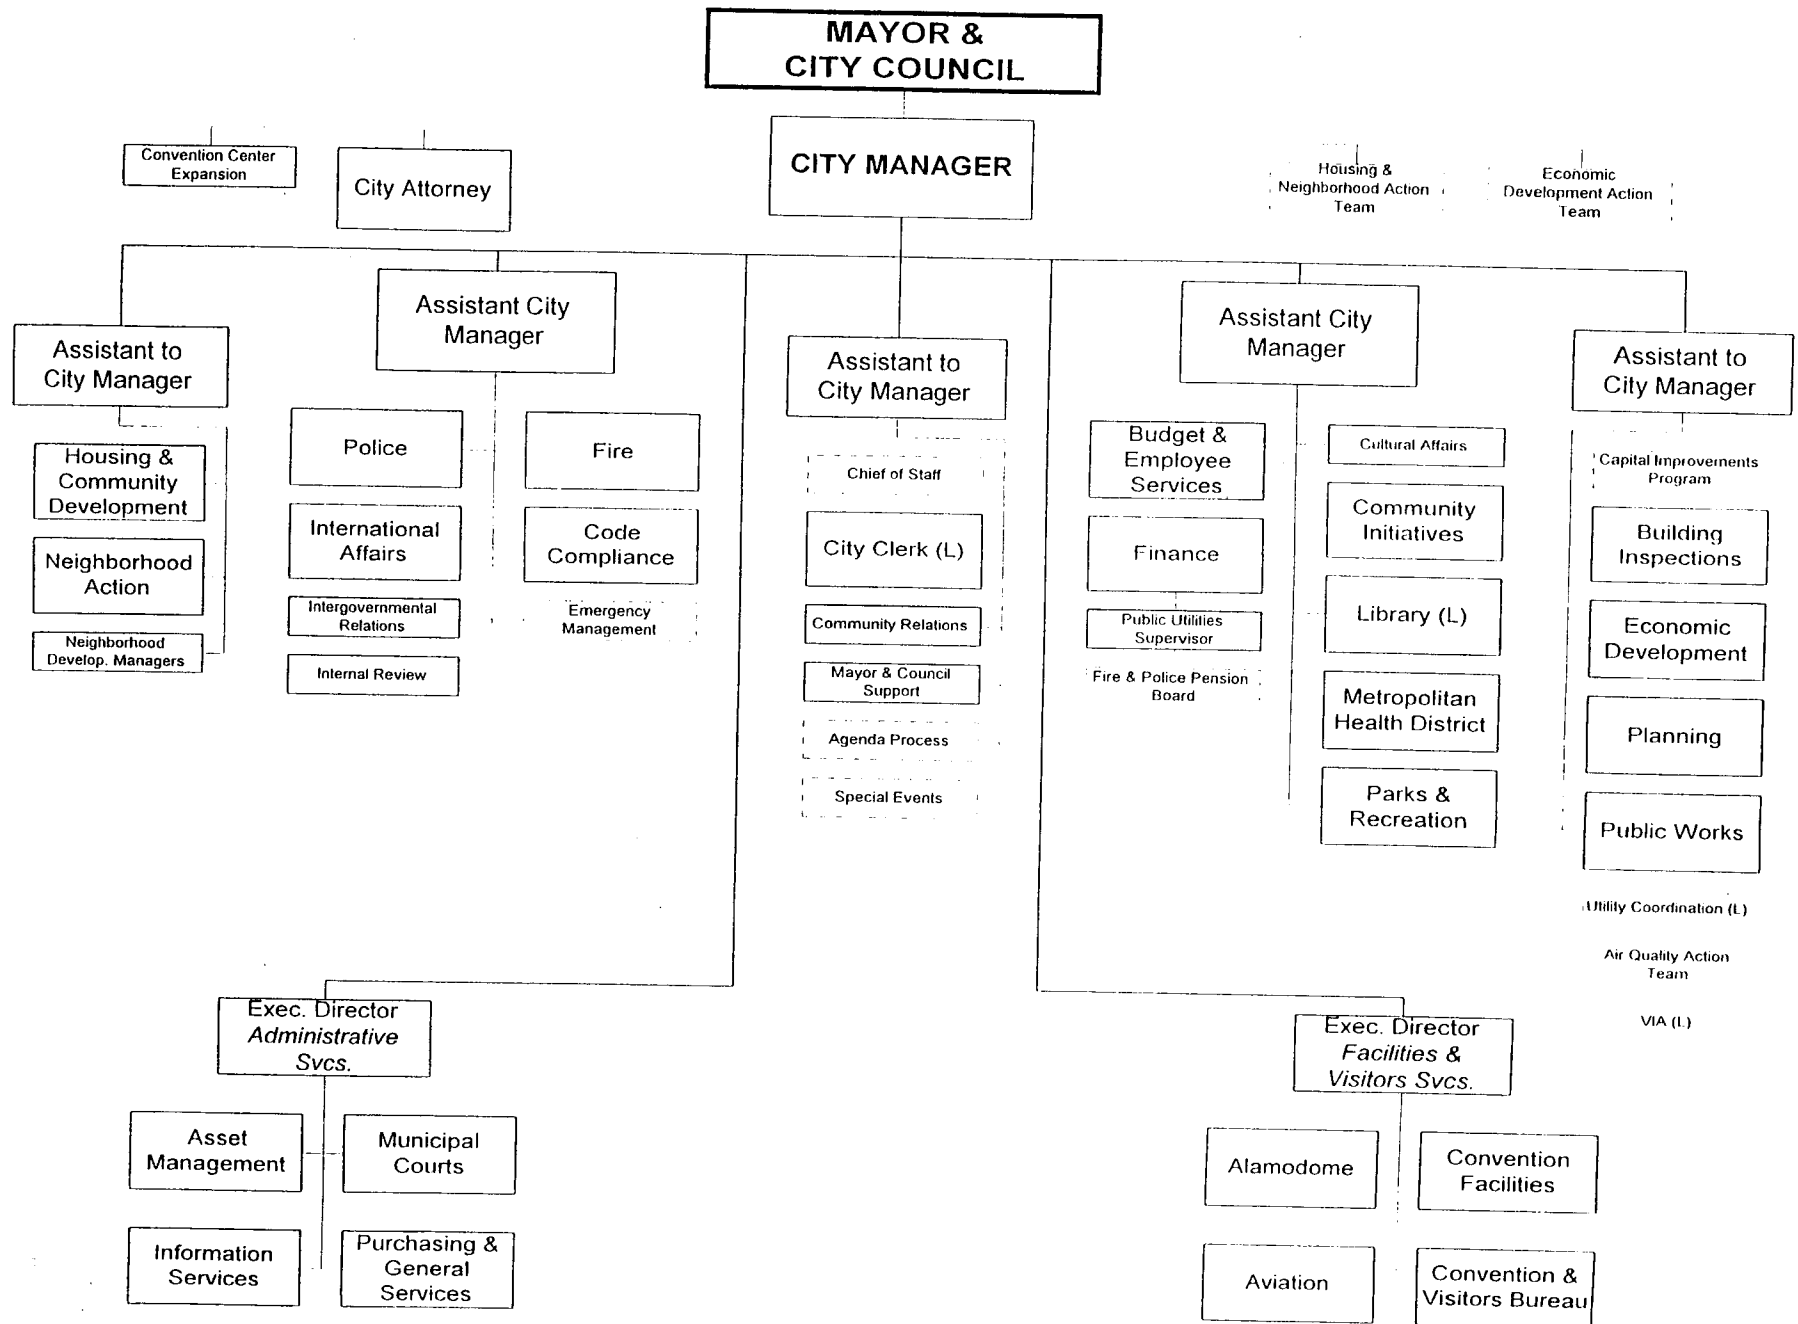 MAYOR &
CITY COUNCIL
CITY MANAGER
Convention Center
Expansion
City Attorney
Housing &
Neighborhood Action
Team
Economic
Development Action
Team
Assistant to
City Manager
Housing &
Community
Development
Neighborhood
Action
Neighborhood
Develop. Managers
Assistant City
Manager
Police
Fire
International
Affairs
Code
Compliance
Intergovernmental
Relations
Emergency
Management
Internal Review
Assistant to
City Manager
Chief of Staff
City Clerk (L)
Community Relations
Mayor & Council
Support
Agenda Process
Special Events
Assistant City
Manager
Budget &
Employee
Services
Finance
Public Utilities
Supervisor
Fire & Police Pension
Board
Cultural Affairs
Community
Initiatives
Library (L)
Metropolitan
Health District
Parks &
Recreation
Assistant to
City Manager
Capital Improvements
Program
Building
Inspections
Economic
Development
Planning
Public Works
Utility Coordination (L)
Air Quality Action
Team
VIA (L)
Exec. Director
Administrative
Svcs.
Asset
Management
Municipal
Courts
Information
Services
Purchasing &
General
Services
Exec. Director
Facilities &
Visitors Svcs.
Alamodome
Convention
Facilities
Aviation
Convention &
Visitors Bureau